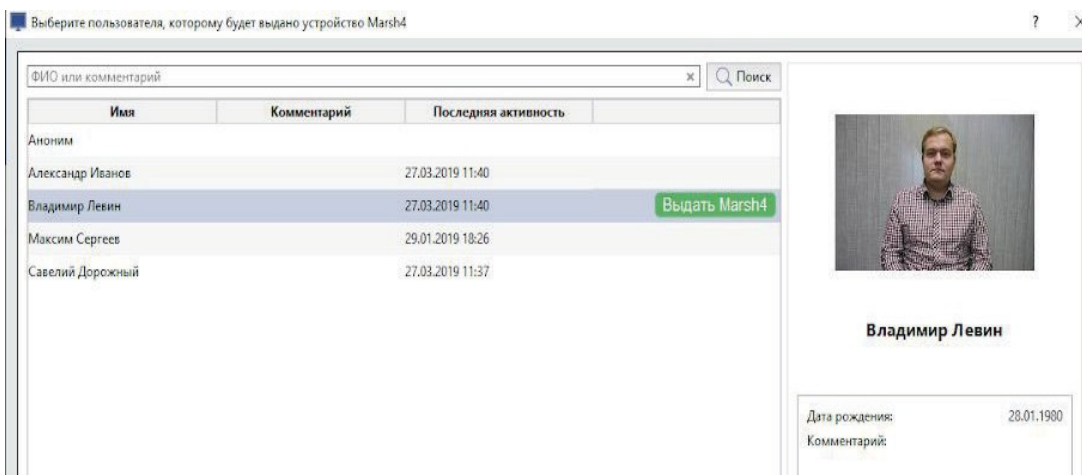 Выберите пользователя, которому будет выдано устройство Marsh4
?
ФИО или комментарий
Поиск
Имя Комментарий Последняя активность
Аноним
Александр Иванов 27.03.2019 11:40
Владимир Левин 27.03.2019 11:40 Выдать Marsh4
Максим Сергеев 29.01.2019 18:26
Савелий Дорожный 27.03.2019 11:37
Владимир Левин
Дата рождения: 28.01.1980
Комментарий: